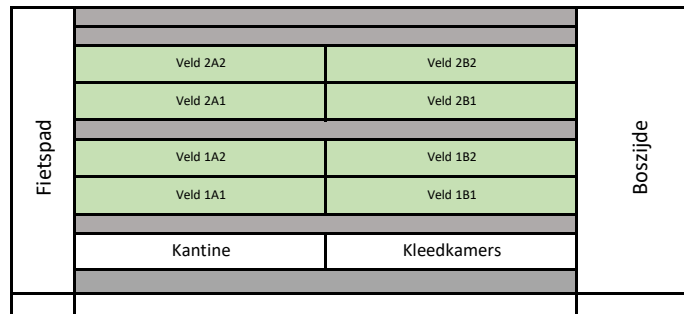 Fietspad
Veld 2A2
Veld 2B2
Veld 2A1
Veld 2B1
Veld 1A2
Veld 1B2
Veld 1A1
Veld 1B1
Kantine
Kleedkamers
Boszijde